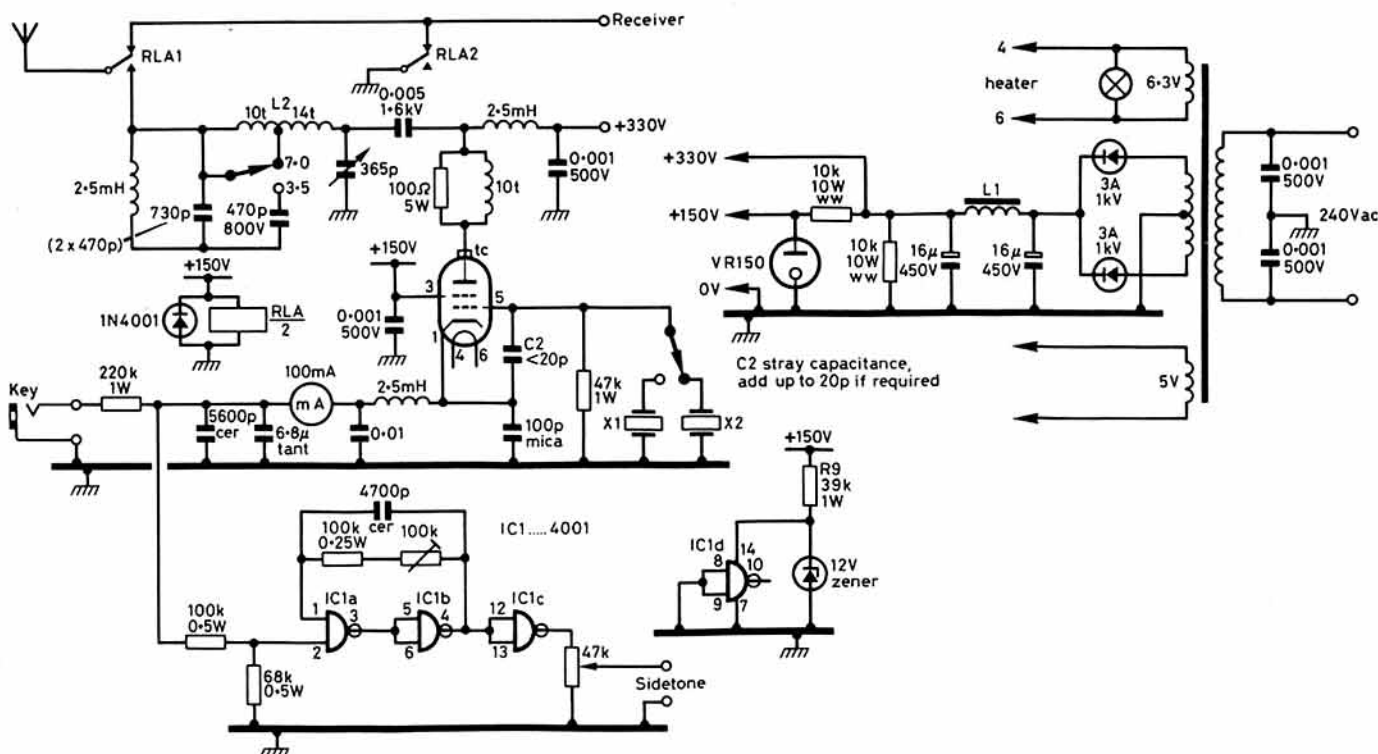 Receiver
RLA1
RLA2
0·005
1·6kV
L2
10t
14t
2·5mH
+330V
365p
0·001
500V
7·0
3·5
2·5mH
730p
(2 x 470p)
470p
800V
100Ω
5W
10t
tc
+150V
3
5
1
4
6
0·001
500V
C2
<20p
+150V
1N4001
RLA
2
Key
220k
1W
5600p
cer
6·8μ
tant
100mA
mA
0·01
2·5mH
100p
mica
47k
1W
X1
X2
4
heater
6
6·3V
+330V
+150V
0V
10k
10W
ww
VR150
10k
10W
ww
16μ
450V
L1
16μ
450V
3A
1kV
3A
1kV
0·001
500V
240Vac
0·001
500V
5V
C2 stray capacitance,
add up to 20p if required
4700p
cer
100k
0·25W
100k
IC1.....4001
IC1a
1
2
3
IC1b
5
6
4
IC1c
12
13
100k
0·5W
68k
0·5W
47k
Sidetone
+150V
R9
39k
1W
IC1d
14
8
10
9
7
12V
zener